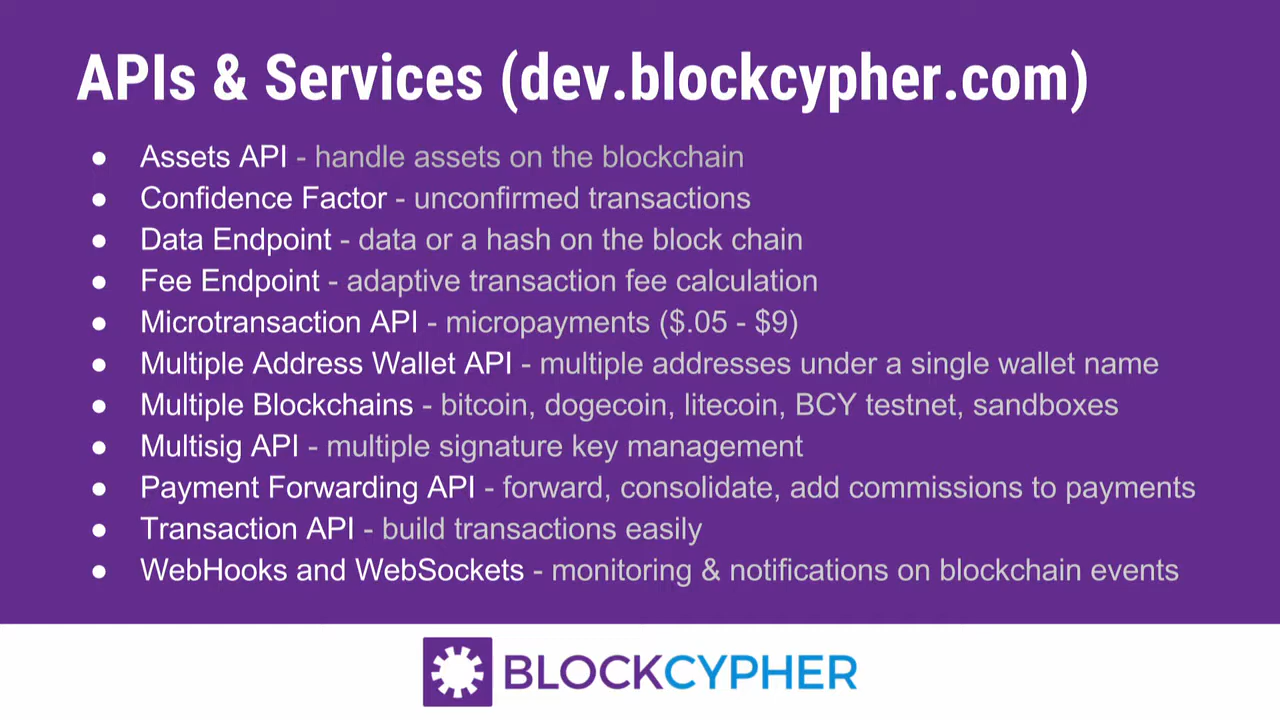 APIs & Services (dev.blockcypher.com)
● Assets API - handle assets on the blockchain
● Confidence Factor - unconfirmed transactions
● Data Endpoint - data or a hash on the block chain
● Fee Endpoint - adaptive transaction fee calculation
● Microtransaction API - micropayments ($.05 - $9)
● Multiple Address Wallet API - multiple addresses under a single wallet name
● Multiple Blockchains - bitcoin, dogecoin, litecoin, BCY testnet, sandboxes
● Multisig API - multiple signature key management
● Payment Forwarding API - forward, consolidate, add commissions to payments
● Transaction API - build transactions easily
● WebHooks and WebSockets - monitoring & notifications on blockchain events
BLOCKCYPHER